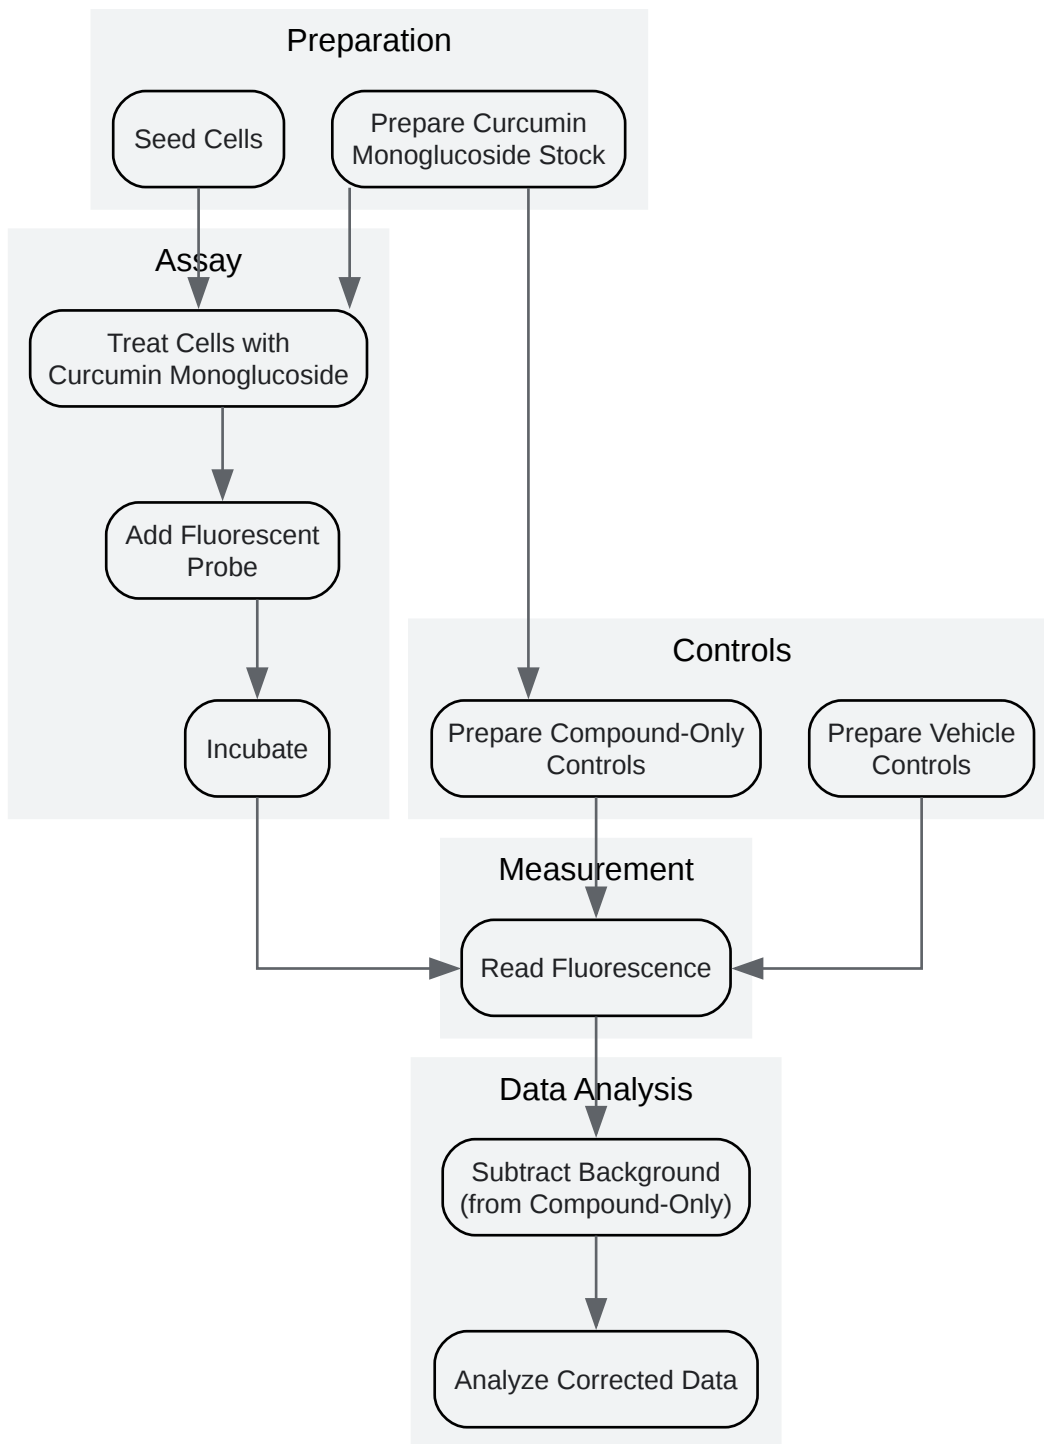 Preparation
Seed Cells
Prepare Curcumin
Monoglucoside Stock
Assay
Treat Cells with
Curcumin Monoglucoside
Add Fluorescent
Probe
Incubate
Controls
Prepare Compound-Only
Controls
Prepare Vehicle
Controls
Measurement
Read Fluorescence
Data Analysis
Subtract Background
(from Compound-Only)
Analyze Corrected Data